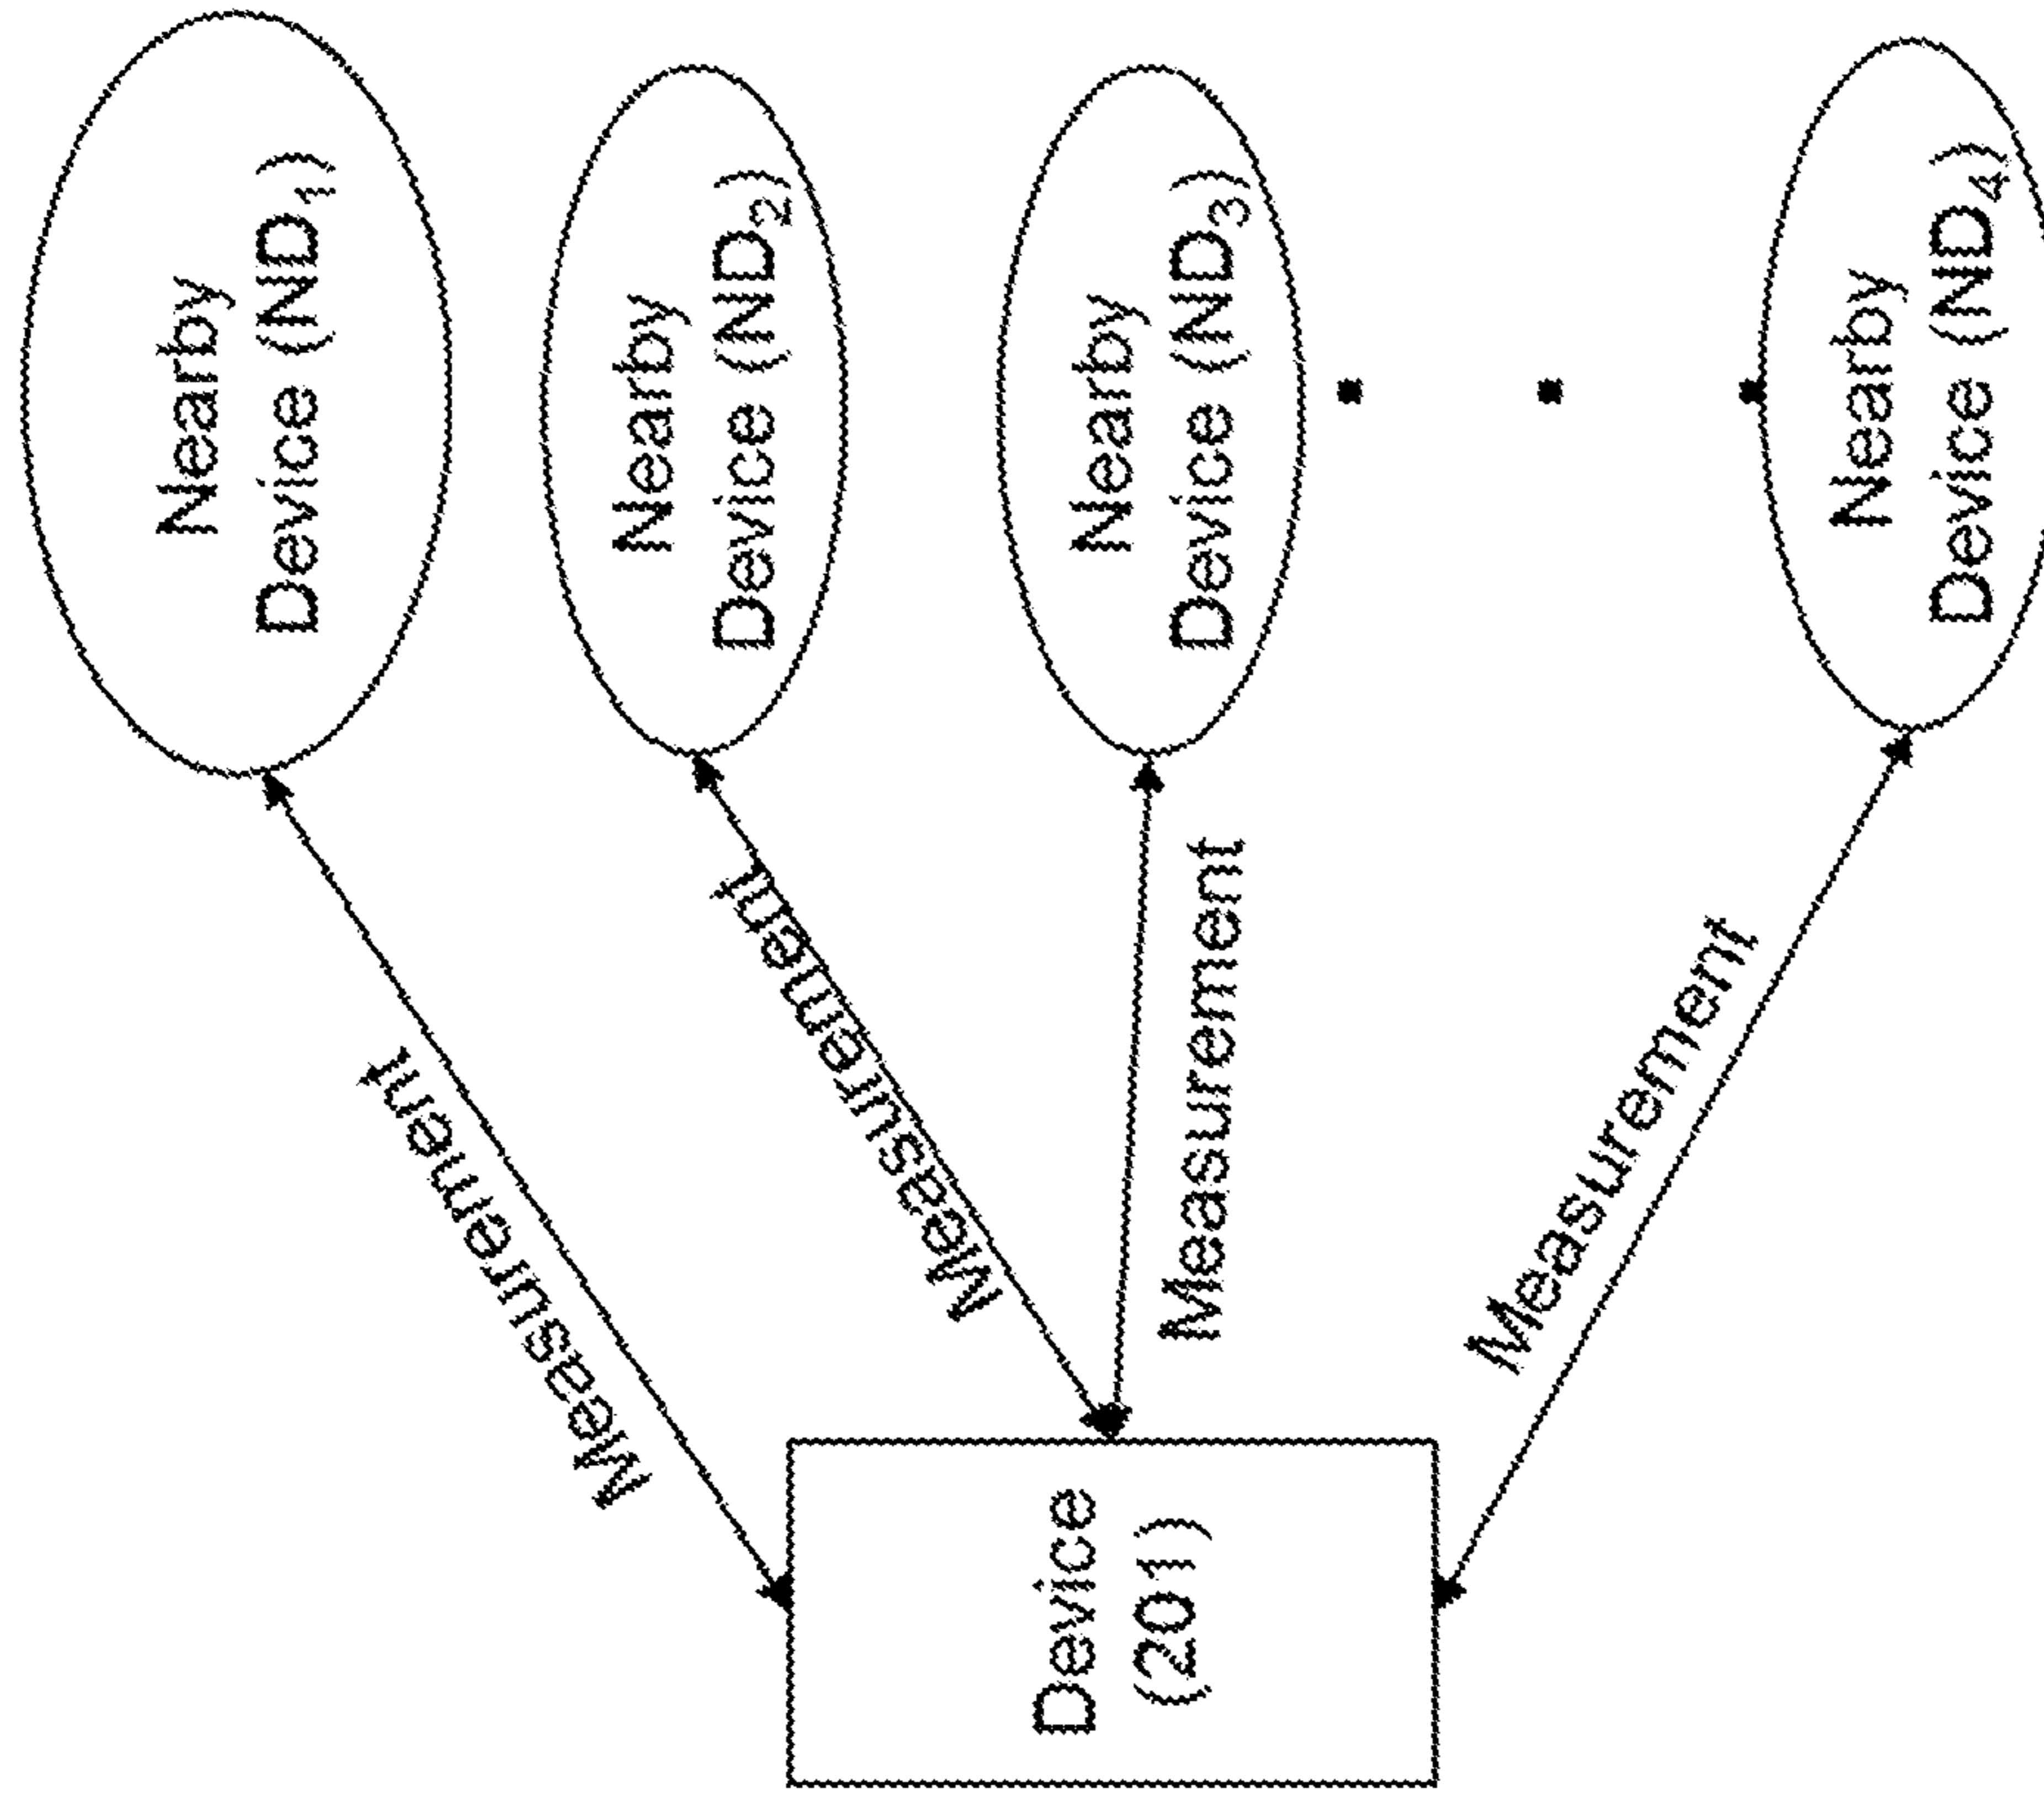 Nearby
Device (ND1)
Measurement
Nearby
Device (ND2)
Measurement
Nearby
Device (ND3)
Measurement
Nearby
Device (ND4)
Measurement
Device
(201)